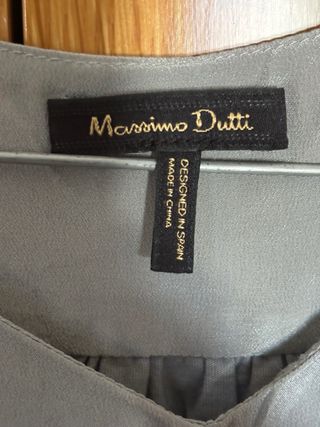 Massimo Dutti
DESIGNED IN SPAIN
MADE IN CHINA